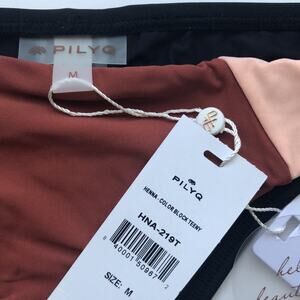 PILYQ
M
PILYQ
HENNA . COLOR BLOCK TEENY
HNA-219T
SIZE: M